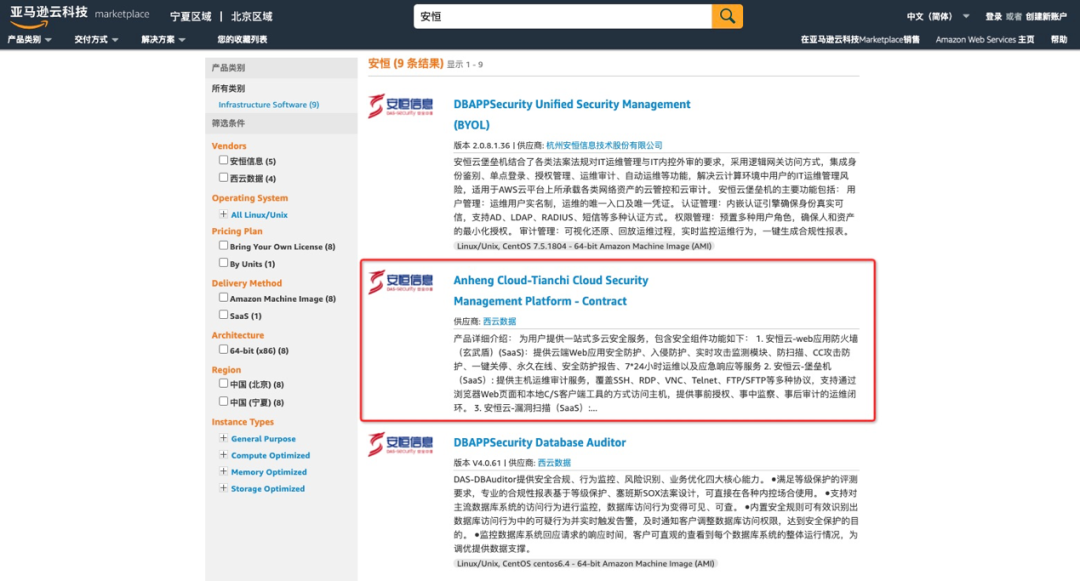 亚马逊云科技 marketplace 宁夏区域 | 北京区域 安恒 中文（简体） 登录 或者 创建新账户
产品类别 交付方式 解决方案 您的收藏列表 在亚马逊云科技Marketplace销售 Amazon Web Services 主页 帮助
产品类别
所有类别
Infrastructure Software (9)
筛选条件
Vendors
安恒信息 (5)
西云数据 (4)
Operating System
All Linux/Unix
Pricing Plan
Bring Your Own License (8)
By Units (1)
Delivery Method
Amazon Machine Image (8)
SaaS (1)
Architecture
64-bit (x86) (8)
Region
中国 (北京) (8)
中国 (宁夏) (8)
Instance Types
General Purpose
Compute Optimized
Memory Optimized
Storage Optimized
安恒 (9 条结果) 显示 1 - 9
安恒信息
DBAPPSecurity Unified Security Management
(BYOL)
版本 2.0.8.1.36 | 供应商: 杭州安恒信息技术股份有限公司
安恒云堡垒机结合了各类法案法规对IT运维管理与IT内控外审的要求，采用逻辑网关访问方式，集成身
份鉴别、单点登录、授权管理、运维审计、自动运维等功能，解决云计算环境中用户的IT运维管理风
险，适用于AWS云平台上所承载各类网络资产的云管控和云审计。 安恒云堡垒机的主要功能包括： 用
户管理：运维用户实名制，运维的唯一入口及唯一凭证。 认证管理：内嵌认证引擎确保身份真实可
信，支持AD、LDAP、RADIUS、短信等多种认证方式。 权限管理：预置多种用户角色，确保人和资产
的最小化授权。 审计管理：可视化还原、回放运维过程，实时监控运维行为，一键生成合规性报表。
Linux/Unix, CentOS 7.5.1804 - 64-bit Amazon Machine Image (AMI)
安恒信息
Anheng Cloud-Tianchi Cloud Security
Management Platform - Contract
供应商: 西云数据
产品详细介绍： 为用户提供一站式多云安全服务，包含安全组件功能如下： 1. 安恒云-web应用防火墙
（玄武盾）(SaaS)：提供云端Web应用安全防护、入侵防护、实时攻击监测模块、防扫描、CC攻击防
护、一键关停、永久在线、安全防护报告、7*24小时运维以及应急响应等服务 2. 安恒云-堡垒机
（SaaS）: 提供主机运维审计服务，覆盖SSH、RDP、VNC、Telnet、FTP/SFTP等多种协议，支持通过
浏览器Web页面和本地C/S客户端工具的方式访问主机，提供事前授权、事中监察、事后审计的运维闭
环。 3. 安恒云-漏洞扫描（SaaS）:...
安恒信息
DBAPPSecurity Database Auditor
版本 V4.0.61 | 供应商: 西云数据
DAS-DBAuditor提供安全合规、行为监控、风险识别、业务优化四大核心能力。 ●满足等级保护的评测
要求，专业的合规性报表基于等级保护、塞班斯SOX法案设计，可直接在各种内控场合使用。 ●支持对
主流数据库系统的访问行为进行监控，数据库访问行为变得可见、可查。 ●内置安全规则可有效识别出
数据库访问行为中的可疑行为并实时触发告警，及时通知客户调整数据库访问权限，达到安全保护的目
的。 ●监控数据库系统回应请求的响应时间，客户可直观的查看到每个数据库系统的整体运行情况，为
调优提供数据支撑。
Linux/Unix, CentOS centos6.4 - 64-bit Amazon Machine Image (AMI)